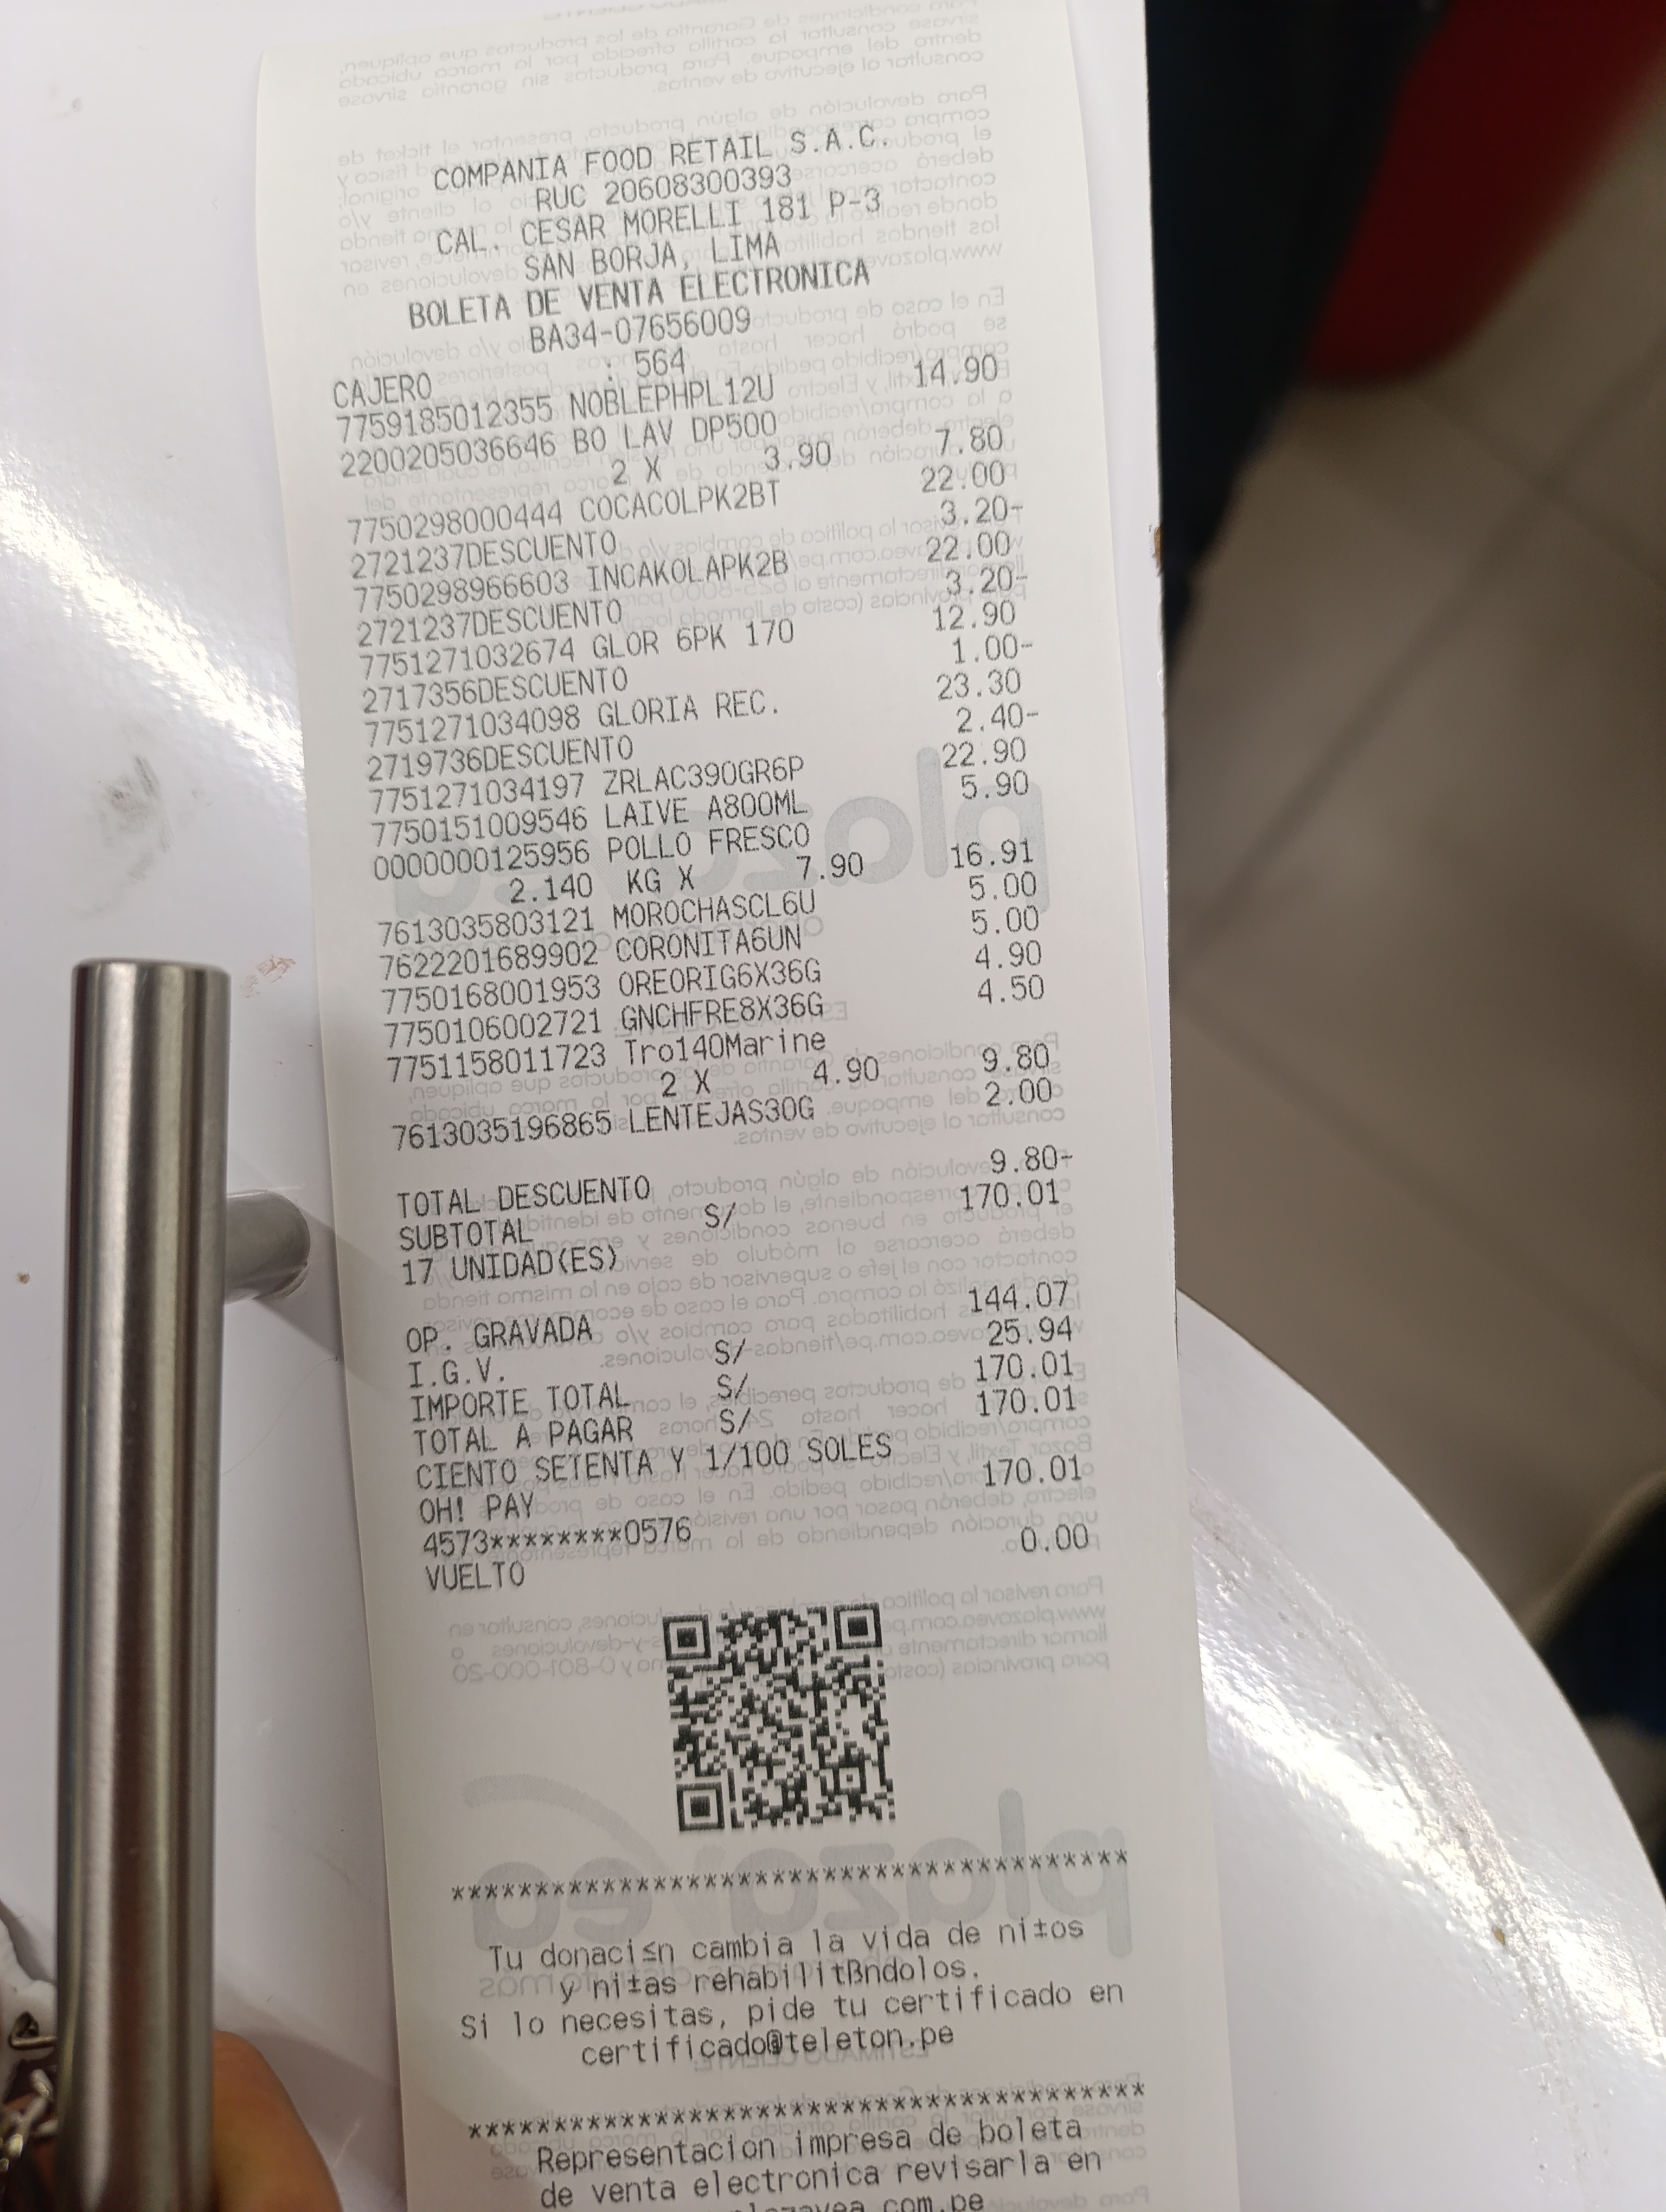 COMPANIA FOOD RETAIL S.A.C.
RUC 20608300393
CAL. CESAR MORELLI 181 P-3
SAN BORJA, LIMA
BOLETA DE VENTA ELECTRONICA
BA34-07656009
CAJERO : 564
7759185012355 NOBLEPHPL12U 14.90
2200205036646 BO LAV DP500
2 X 3.90 7.80
7750298000444 COCACOLPK2BT 22.00
2721237DESCUENTO 3.20-
7750298966603 INCAKOLAPK2B 22.00
2721237DESCUENTO 3.20-
7751271032674 GLOR 6PK 170 12.90
2717356DESCUENTO 1.00-
7751271034098 GLORIA REC. 23.30
2719736DESCUENTO 2.40-
7751271034197 ZRLAC390GR6P 22.90
7750151009546 LAIVE A800ML 5.90
0000000125956 POLLO FRESCO
2.140 KG X 7.90 16.91
7613035803121 MOROCHASCL6U 5.00
7622201689902 CORONITA6UN 5.00
7750168001953 OREORIG6X36G 4.90
7750106002721 GNCHFRE8X36G 4.50
7751158011723 Tro140Marine
2 X 4.90 9.80
7613035196865 LENTEJAS30G 2.00
TOTAL DESCUENTO 9.80-
SUBTOTAL S/ 170.01
17 UNIDAD(ES)
OP. GRAVADA 144.07
I.G.V. S/ 25.94
IMPORTE TOTAL S/ 170.01
TOTAL A PAGAR S/ 170.01
CIENTO SETENTA Y 1/100 SOLES
OH! PAY 170.01
4573********0576
VUELTO 0.00
****************************************
Tu donaci≤n cambia la vida de ni±os
y ni±as rehabilitßndolos.
Si lo necesitas, pide tu certificado en
certificado@teleton.pe
****************************************
Representacion impresa de boleta
de venta electronica revisarla en